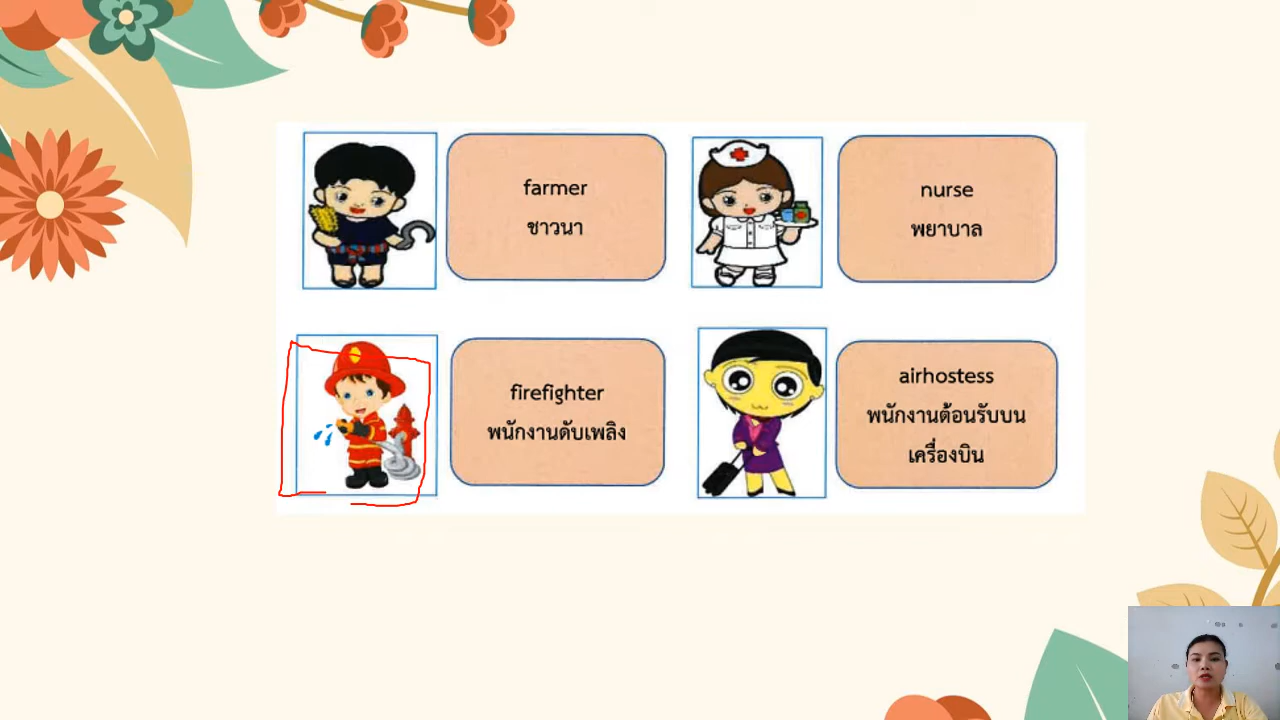 farmer
ชาวนา
nurse
พยาบาล
firefighter
พนักงานดับเพลิง
airhostess
พนักงานต้อนรับบน
เครื่องบิน